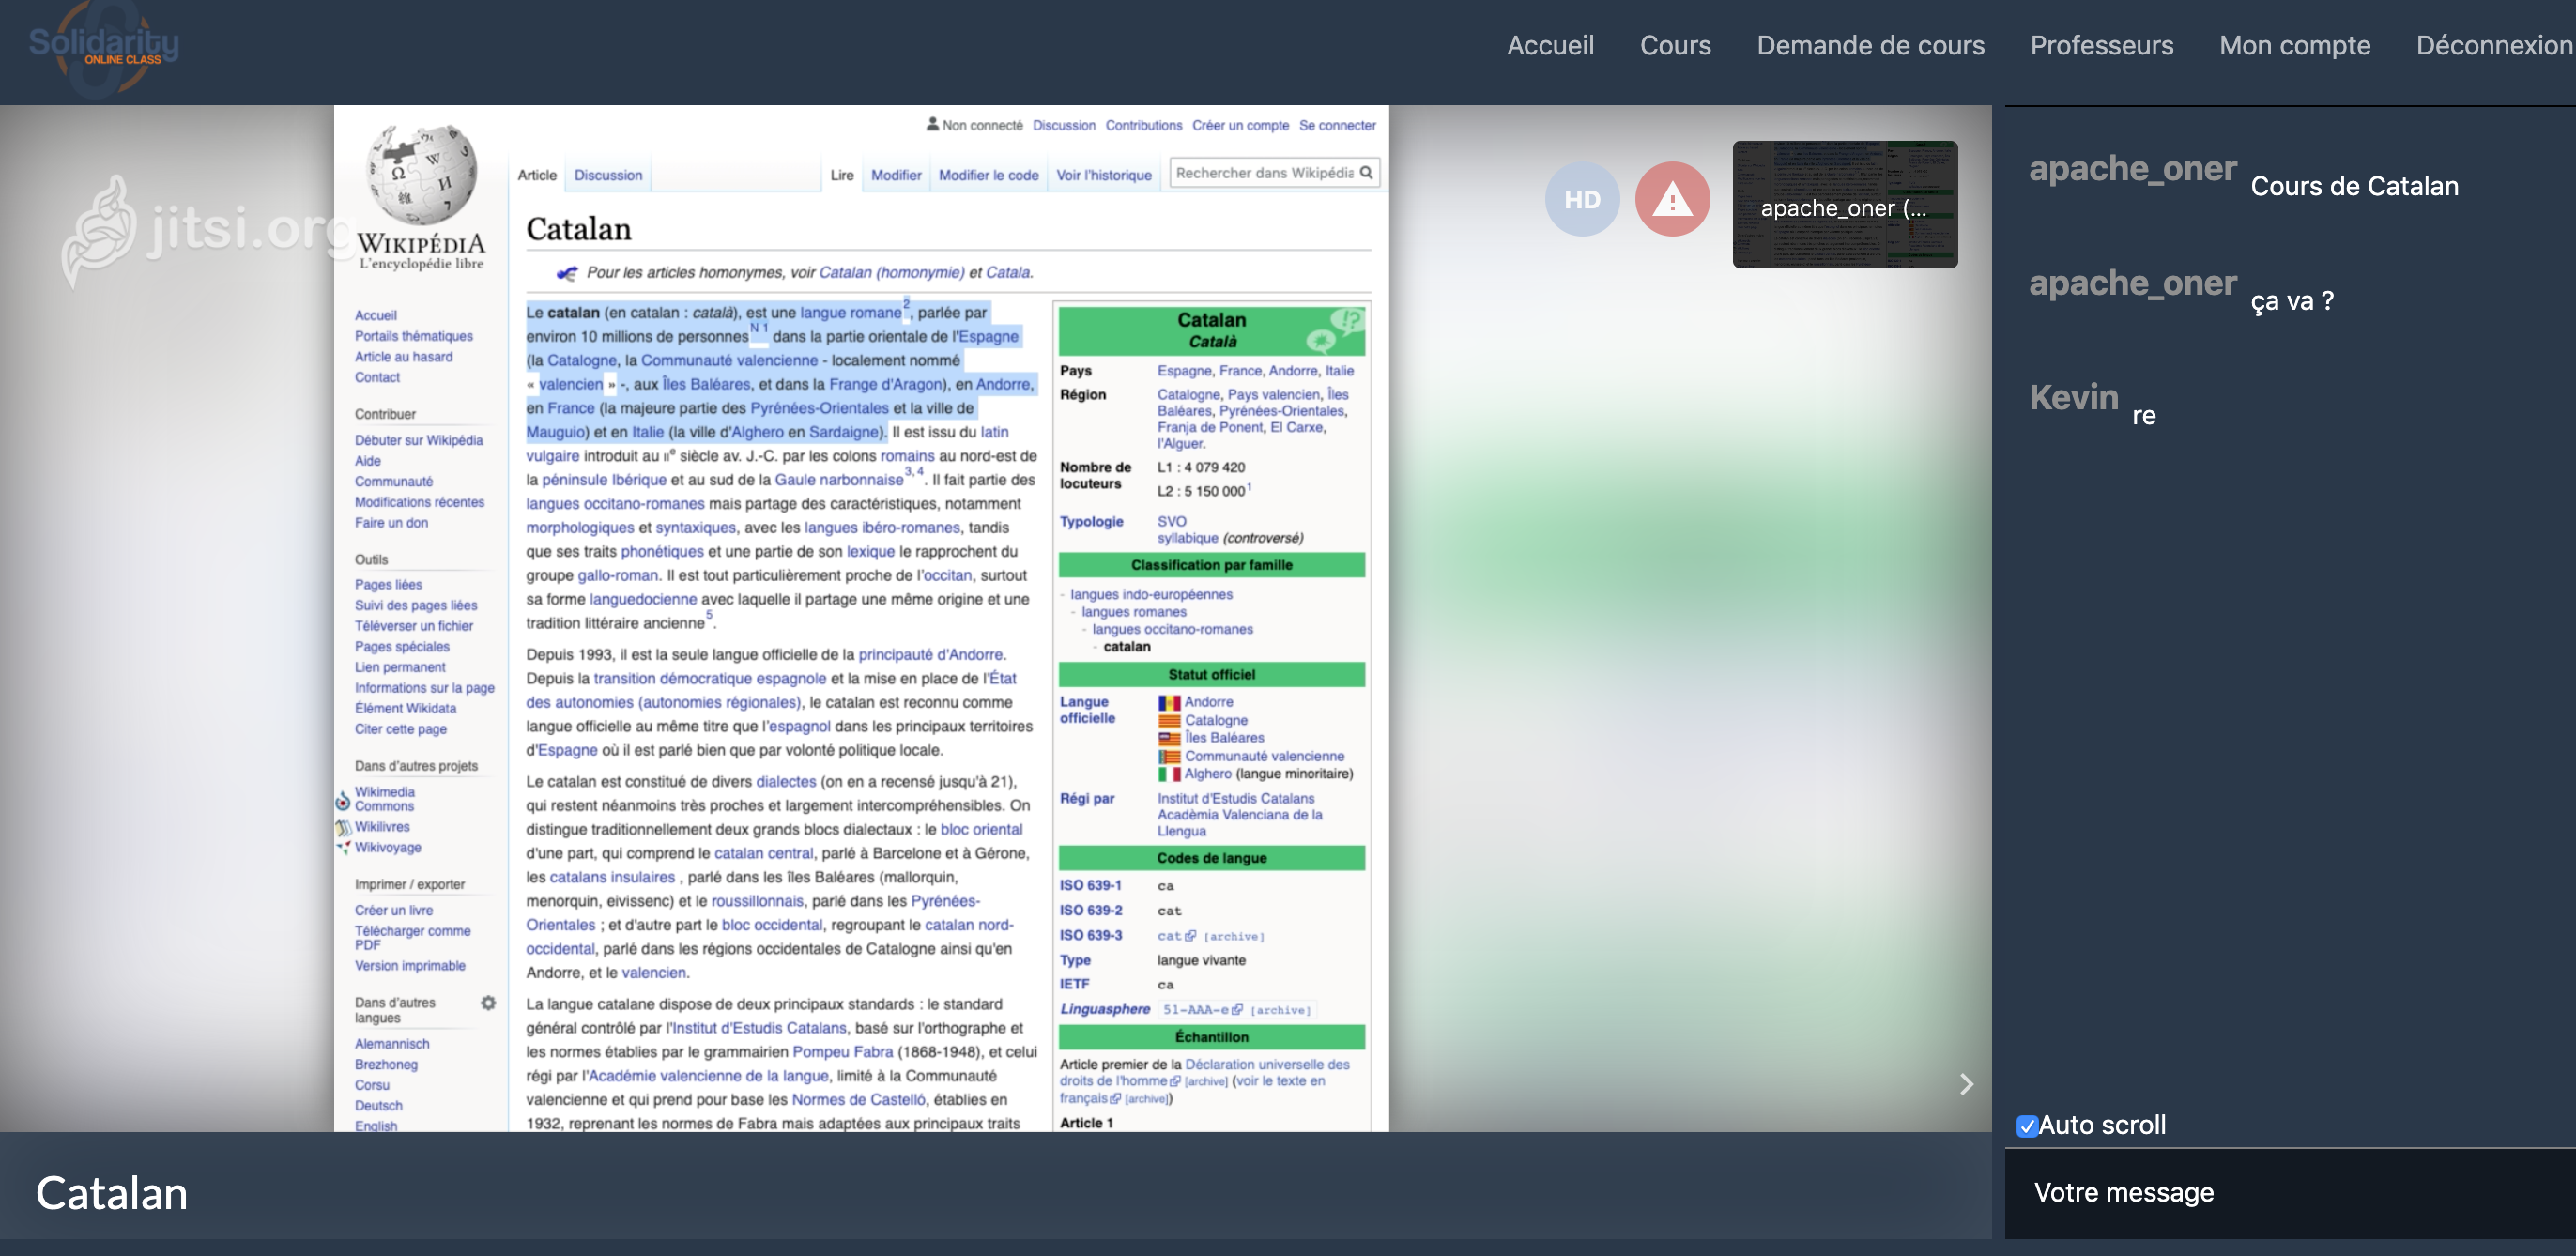 Solidarity
ONLINE CLASS
Accueil Cours Demande de cours Professeurs Mon compte Déconnexion
jitsi.org
WIKIPÉDIA
L'encyclopédie libre
Accueil
Portails thématiques
Article au hasard
Contact
Contribuer
Débuter sur Wikipédia
Aide
Communauté
Modifications récentes
Faire un don
Outils
Pages liées
Suivi des pages liées
Téléverser un fichier
Pages spéciales
Lien permanent
Informations sur la page
Élément Wikidata
Citer cette page
Dans d'autres projets
Wikimedia
Commons
Wikilivres
Wikivoyage
Imprimer / exporter
Créer un livre
Télécharger comme
PDF
Version imprimable
Dans d'autres
langues
Alemannisch
Brezhoneg
Corsu
Deutsch
English
Non connecté Discussion Contributions Créer un compte Se connecter
Article Discussion Lire Modifier Modifier le code Voir l'historique Rechercher dans Wikipédia
Catalan
Pour les articles homonymes, voir Catalan (homonymie) et Catala.
Le catalan (en catalan : català), est une langue romane2, parlée par
environ 10 millions de personnes N 1 dans la partie orientale de l'Espagne
(la Catalogne, la Communauté valencienne - localement nommé
« valencien » -, aux Îles Baléares, et dans la Frange d'Aragon), en Andorre,
en France (la majeure partie des Pyrénées-Orientales et la ville de
Mauguio) et en Italie (la ville d'Alghero en Sardaigne). Il est issu du latin
vulgaire introduit au IIe siècle av. J.-C. par les colons romains au nord-est de
la péninsule Ibérique et au sud de la Gaule narbonnaise3, 4. Il fait partie des
langues occitano-romanes mais partage des caractéristiques, notamment
morphologiques et syntaxiques, avec les langues ibéro-romanes, tandis
que ses traits phonétiques et une partie de son lexique le rapprochent du
groupe gallo-roman. Il est tout particulièrement proche de l'occitan, surtout
sa forme languedocienne avec laquelle il partage une même origine et une
tradition littéraire ancienne5.
Depuis 1993, il est la seule langue officielle de la principauté d'Andorre.
Depuis la transition démocratique espagnole et la mise en place de l'État
des autonomies (autonomies régionales), le catalan est reconnu comme
langue officielle au même titre que l'espagnol dans les principaux territoires
d'Espagne où il est parlé bien que par volonté politique locale.
Le catalan est constitué de divers dialectes (on en a recensé jusqu'à 21),
qui restent néanmoins très proches et largement intercompréhensibles. On
distingue traditionnellement deux grands blocs dialectaux : le bloc oriental
d'une part, qui comprend le catalan central, parlé à Barcelone et à Gérone,
les catalans insulaires , parlé dans les îles Baléares (mallorquin,
menorquin, eivissenc) et le roussillonnais, parlé dans les Pyrénées-
Orientales ; et d'autre part le bloc occidental, regroupant le catalan nord-
occidental, parlé dans les régions occidentales de Catalogne ainsi qu'en
Andorre, et le valencien.
La langue catalane dispose de deux principaux standards : le standard
général contrôlé par l'Institut d'Estudis Catalans, basé sur l'orthographe et
les normes établies par le grammairien Pompeu Fabra (1868-1948), et celui
régi par l'Académie valencienne de la langue, limité à la Communauté
valencienne et qui prend pour base les Normes de Castelló, établies en
1932, reprenant les normes de Fabra mais adaptées aux principaux traits
Catalan
Català
Pays Espagne, France, Andorre, Italie
Région Catalogne, Pays valencien, Îles
Baléares, Pyrénées-Orientales,
Franja de Ponent, El Carxe,
l'Alguer.
Nombre de L1 : 4 079 420
locuteurs L2 : 5 150 0001
Typologie SVO
syllabique (controversé)
Classification par famille
- langues indo-européennes
- langues romanes
- langues occitano-romanes
- catalan
Statut officiel
Langue Andorre
officielle Catalogne
Îles Baléares
Communauté valencienne
Alghero (langue minoritaire)
Régi par Institut d'Estudis Catalans
Acadèmia Valenciana de la
Llengua
Codes de langue
ISO 639-1 ca
ISO 639-2 cat
ISO 639-3 cat [archive]
Type langue vivante
IETF ca
Linguasphere 51-AAA-e [archive]
Échantillon
Article premier de la Déclaration universelle des
droits de l'homme [archive] (voir le texte en
français [archive])
Article 1
HD
apache_oner (...
apache_oner Cours de Catalan
apache_oner ça va ?
Kevin re
Auto scroll
Votre message
Catalan